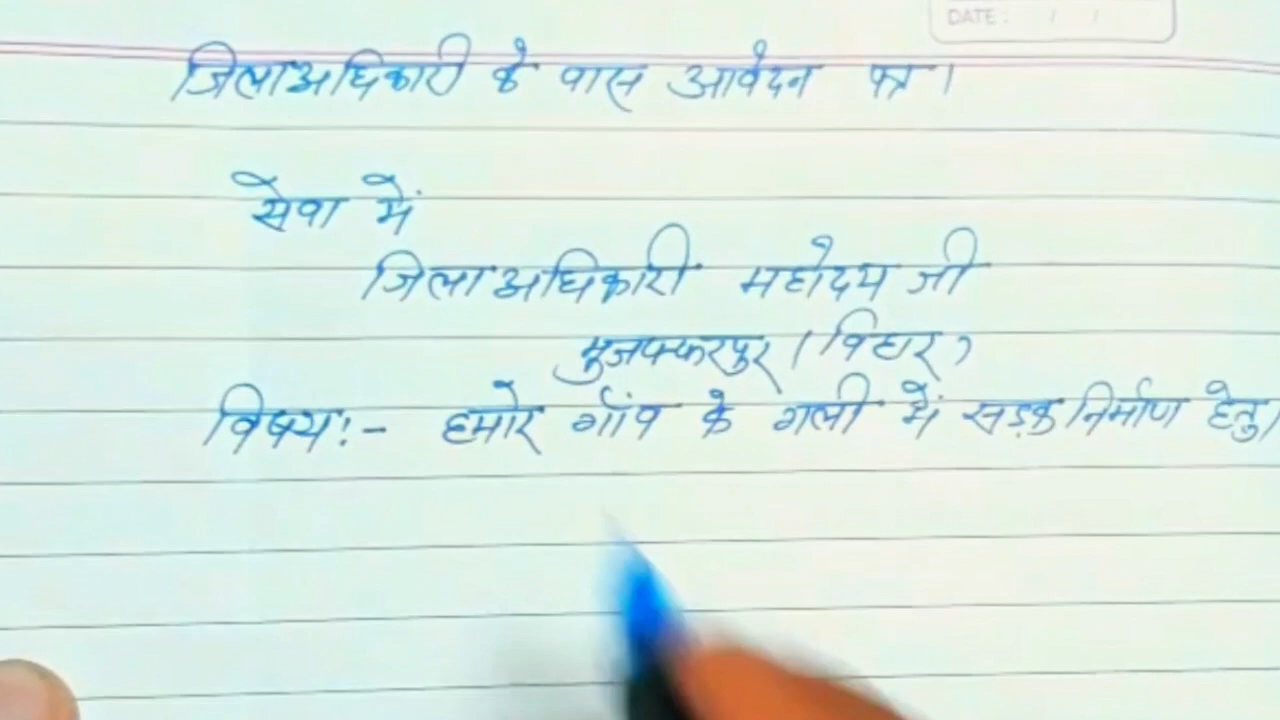 DATE: / /
जिलाअधिकारी के पास आवेदन पत्र।
सेवा में
जिलाअधिकारी महोदय जी
मुजफ्फरपुर (बिहार)
विषय:- हमारे गाँव के गली में सड़क निर्माण हेतु।